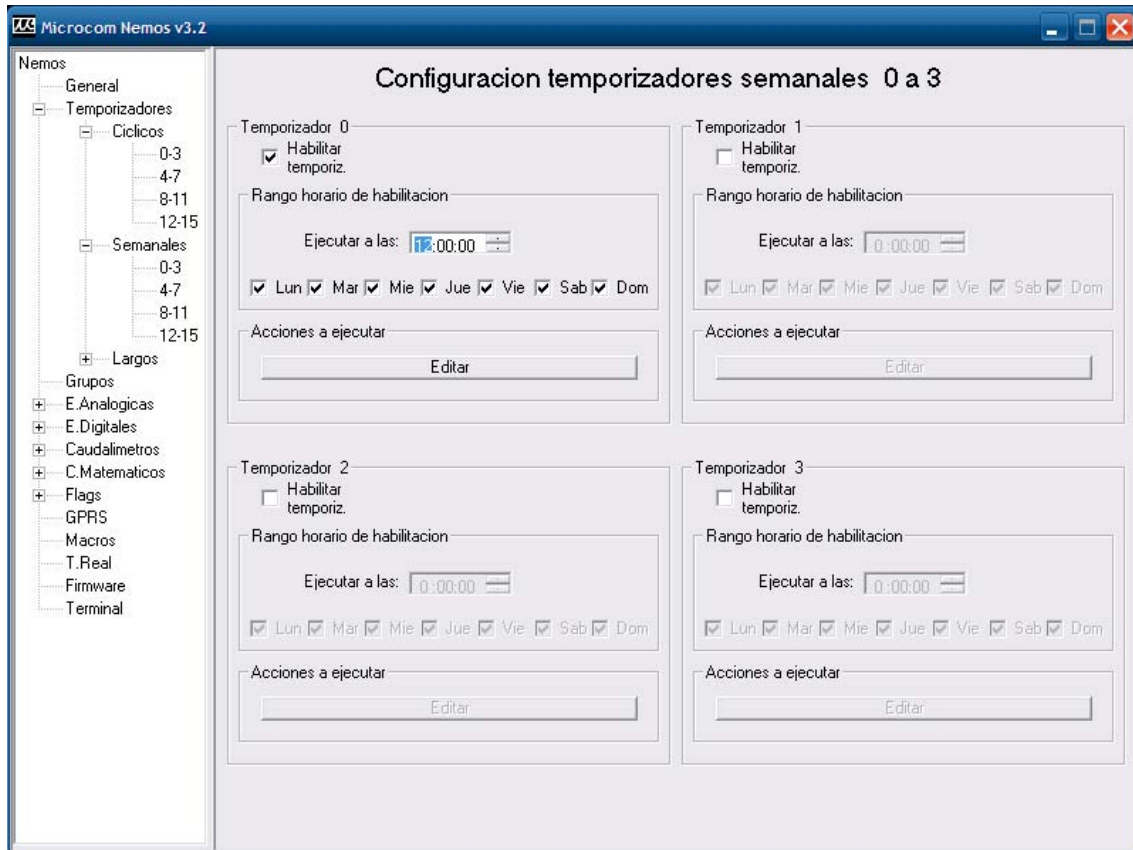 Microcom Nemos v3.2
Nemos
General
Temporizadores
Ciclicos
0-3
4-7
8-11
12-15
Semanales
0-3
4-7
8-11
12-15
Largos
Grupos
E.Analogicas
E.Digitales
Caudalimetros
C.Matematicos
Flags
GPRS
Macros
T.Real
Firmware
Terminal
Configuracion temporizadores semanales 0 a 3
Temporizador 0
Habilitar
temporiz.
Rango horario de habilitacion
Ejecutar a las: 12:00:00
Lun Mar Mie Jue Vie Sab Dom
Acciones a ejecutar
Editar
Temporizador 1
Habilitar
temporiz.
Rango horario de habilitacion
Ejecutar a las: 0 :00:00
Lun Mar Mie Jue Vie Sab Dom
Acciones a ejecutar
Editar
Temporizador 2
Habilitar
temporiz.
Rango horario de habilitacion
Ejecutar a las: 0 :00:00
Lun Mar Mie Jue Vie Sab Dom
Acciones a ejecutar
Editar
Temporizador 3
Habilitar
temporiz.
Rango horario de habilitacion
Ejecutar a las: 0 :00:00
Lun Mar Mie Jue Vie Sab Dom
Acciones a ejecutar
Editar